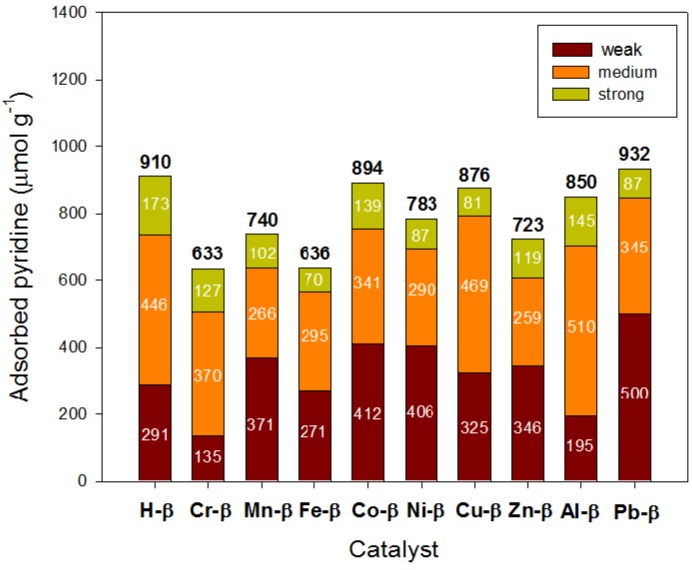 1400
1200
1000
800
600
400
200
0
Adsorbed pyridine (μmol g⁻¹)
weak
medium
strong
910 633 740 636 894 783 876 723 850 932
173 127 102 70 139 87 81 119 145 87
446 370 266 295 341 290 469 259 510 345
291 135 371 271 412 406 325 346 195 500
H-β Cr-β Mn-β Fe-β Co-β Ni-β Cu-β Zn-β Al-β Pb-β
Catalyst